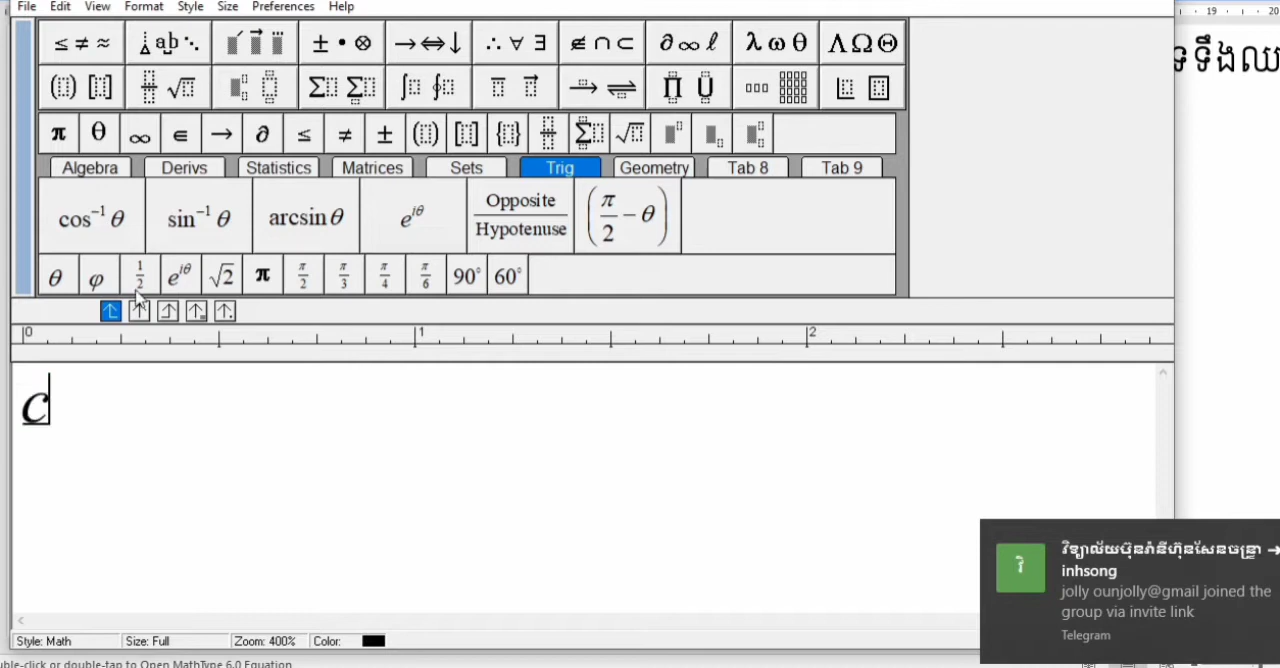 File Edit View Format Style Size Preferences Help
19 20
≤ ≠ ≈ ab ± • ⊗ → ⇔ ↓ ∴ ∀ ∃ ∉ ∩ ⊂ ∂ ∞ ℓ λ ω θ Λ Ω Θ
π θ ∞ ∈ → ∂ ≤ ≠ ±
Algebra Derivs Statistics Matrices Sets Trig Geometry Tab 8 Tab 9
cos⁻¹ θ sin⁻¹ θ arcsin θ e^{iθ} Opposite/Hypotenuse (π/2 − θ)
θ φ 1/2 e^{iθ} √2 π π/2 π/3 π/4 π/6 90° 60°
0 1 2
c
inhsong
jolly ounjolly@gmail joined the
group via invite link
Telegram
Style: Math Size: Full Zoom: 400% Color:
uble-click or double-tap to Open MathType 6.0 Equation